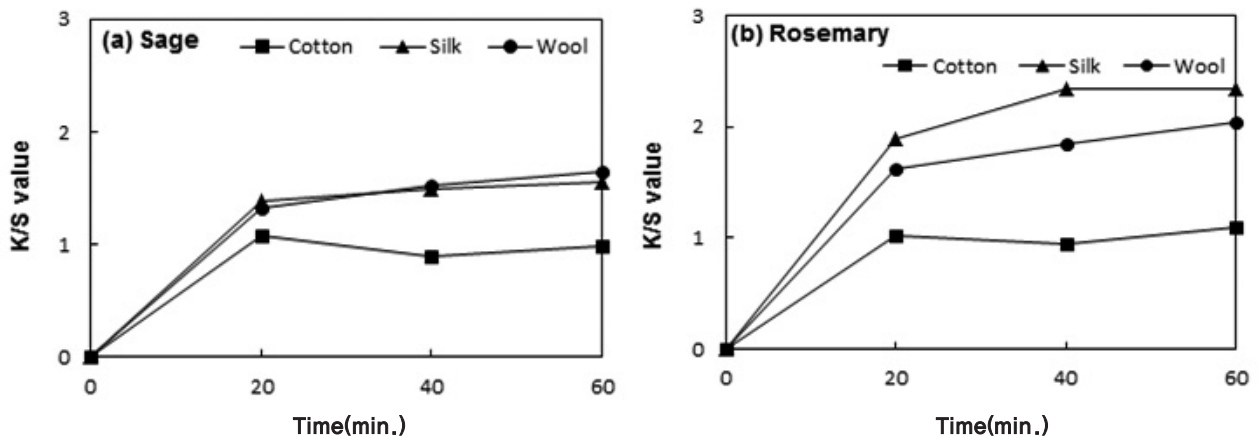 (a) Sage
Cotton Silk Wool
3
2
1
0
K/S value
0 20 40 60
Time(min.)
(b) Rosemary
Cotton Silk Wool
3
2
1
0
K/S value
0 20 40 60
Time(min.)